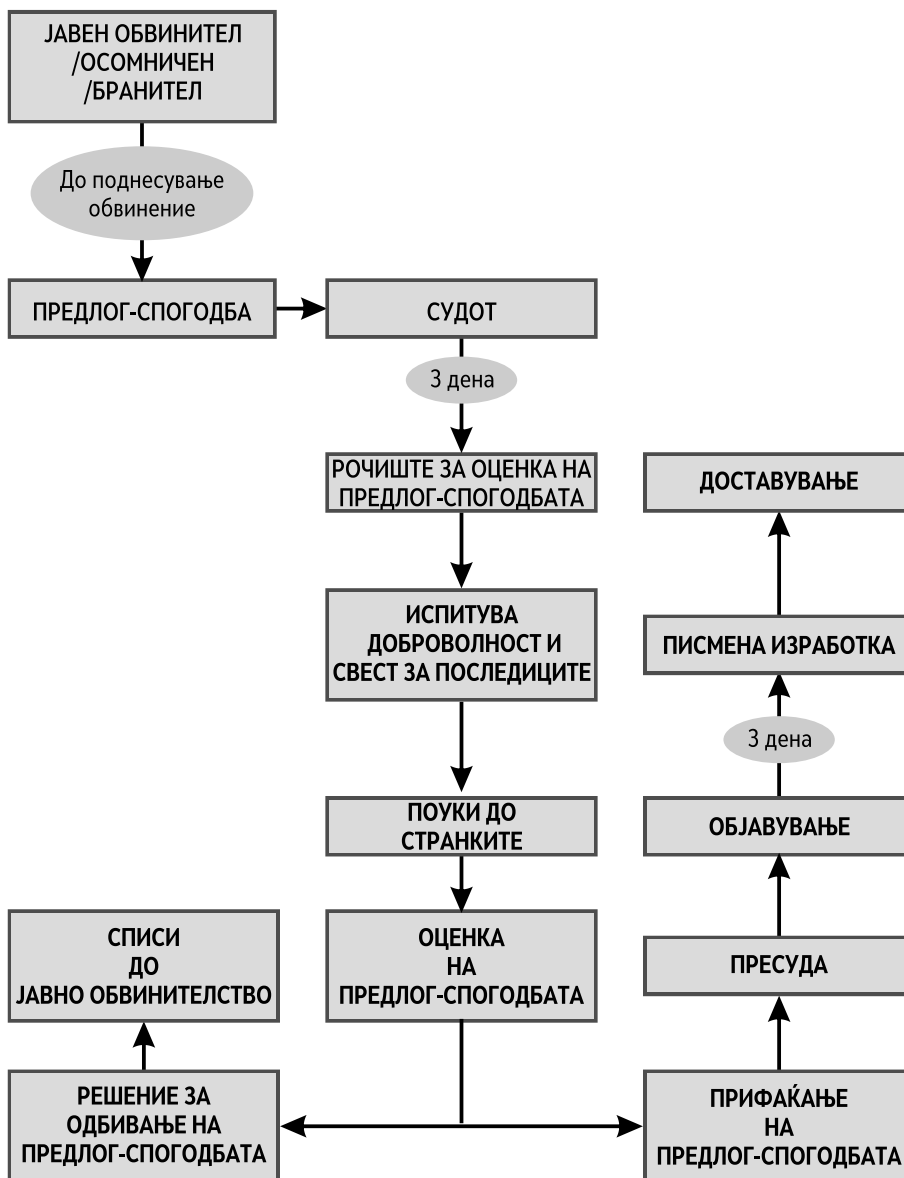 ЈАВЕН ОБВИНИТЕЛ
/ОСОМНИЧЕН
/БРАНИТЕЛ
До поднесување
обвинение
ПРЕДЛОГ-СПОГОДБА
СУДОТ
3 дена
РОЧИШТЕ ЗА ОЦЕНКА НА
ПРЕДЛОГ-СПОГОДБАТА
ИСПИТУВА
ДОБРОВОЛНОСТ И
СВЕСТ ЗА ПОСЛЕДИЦИТЕ
ПОУКИ ДО
СТРАНКИТЕ
ОЦЕНКА
НА
ПРЕДЛОГ-СПОГОДБАТА
РЕШЕНИЕ ЗА
ОДБИВАЊЕ НА
ПРЕДЛОГ-СПОГОДБАТА
СПИСИ
ДО
ЈАВНО ОБВИНИТЕЛСТВО
ПРИФАЌАЊЕ
НА
ПРЕДЛОГ-СПОГОДБАТА
ПРЕСУДА
ОБЈАВУВАЊЕ
3 дена
ПИСМЕНА ИЗРАБОТКА
ДОСТАВУВАЊЕ